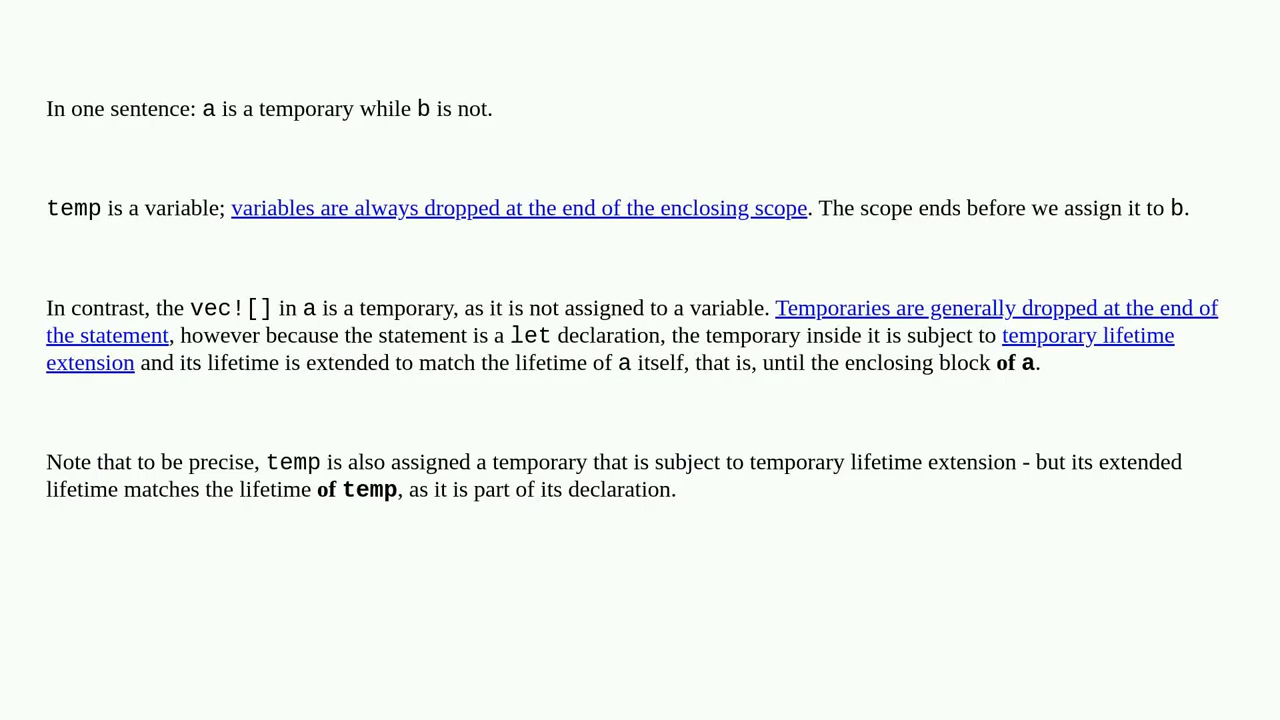 In one sentence: a is a temporary while b is not.
temp is a variable; variables are always dropped at the end of the enclosing scope. The scope ends before we assign it to b.
In contrast, the vec![] in a is a temporary, as it is not assigned to a variable. Temporaries are generally dropped at the end of
the statement, however because the statement is a let declaration, the temporary inside it is subject to temporary lifetime
extension and its lifetime is extended to match the lifetime of a itself, that is, until the enclosing block of a.
Note that to be precise, temp is also assigned a temporary that is subject to temporary lifetime extension - but its extended
lifetime matches the lifetime of temp, as it is part of its declaration.